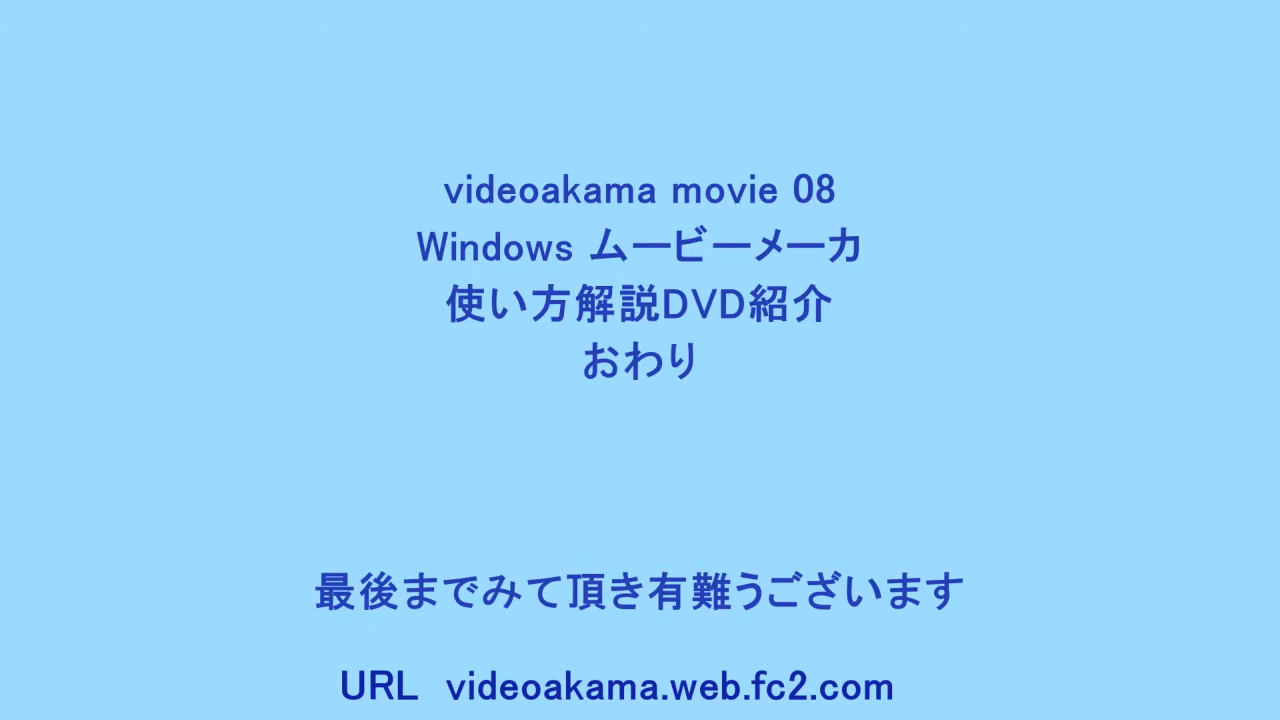 videoakama movie 08
Windows ムービーメーカ
使い方解説DVD紹介
おわり
最後までみて頂き有難うございます
URL videoakama.web.fc2.com